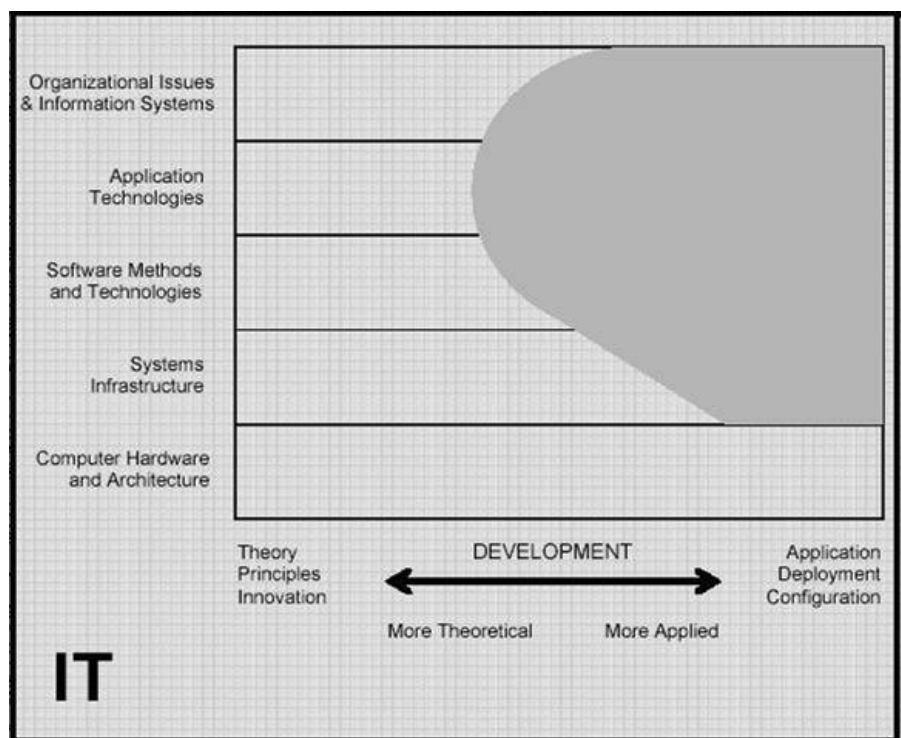 Organizational Issues
& Information Systems
Application
Technologies
Software Methods
and Technologies
Systems
Infrastructure
Computer Hardware
and Architecture
Theory
Principles
Innovation
DEVELOPMENT
Application
Deployment
Configuration
More Theoretical
More Applied
IT